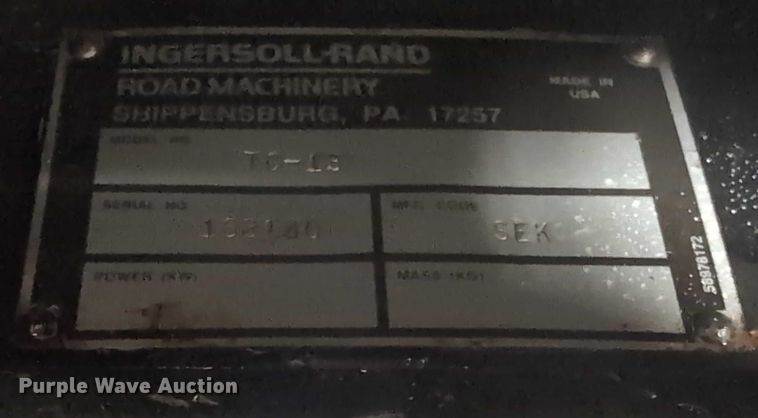 INGERSOLL-RAND
ROAD MACHINERY
SHIPPENSBURG, PA. 17257
MADE IN
USA
MODEL NO
SERIAL NO
MFG CODE
SEK
POWER (KW)
MASS (KG)
58978172
Purple Wave Auction